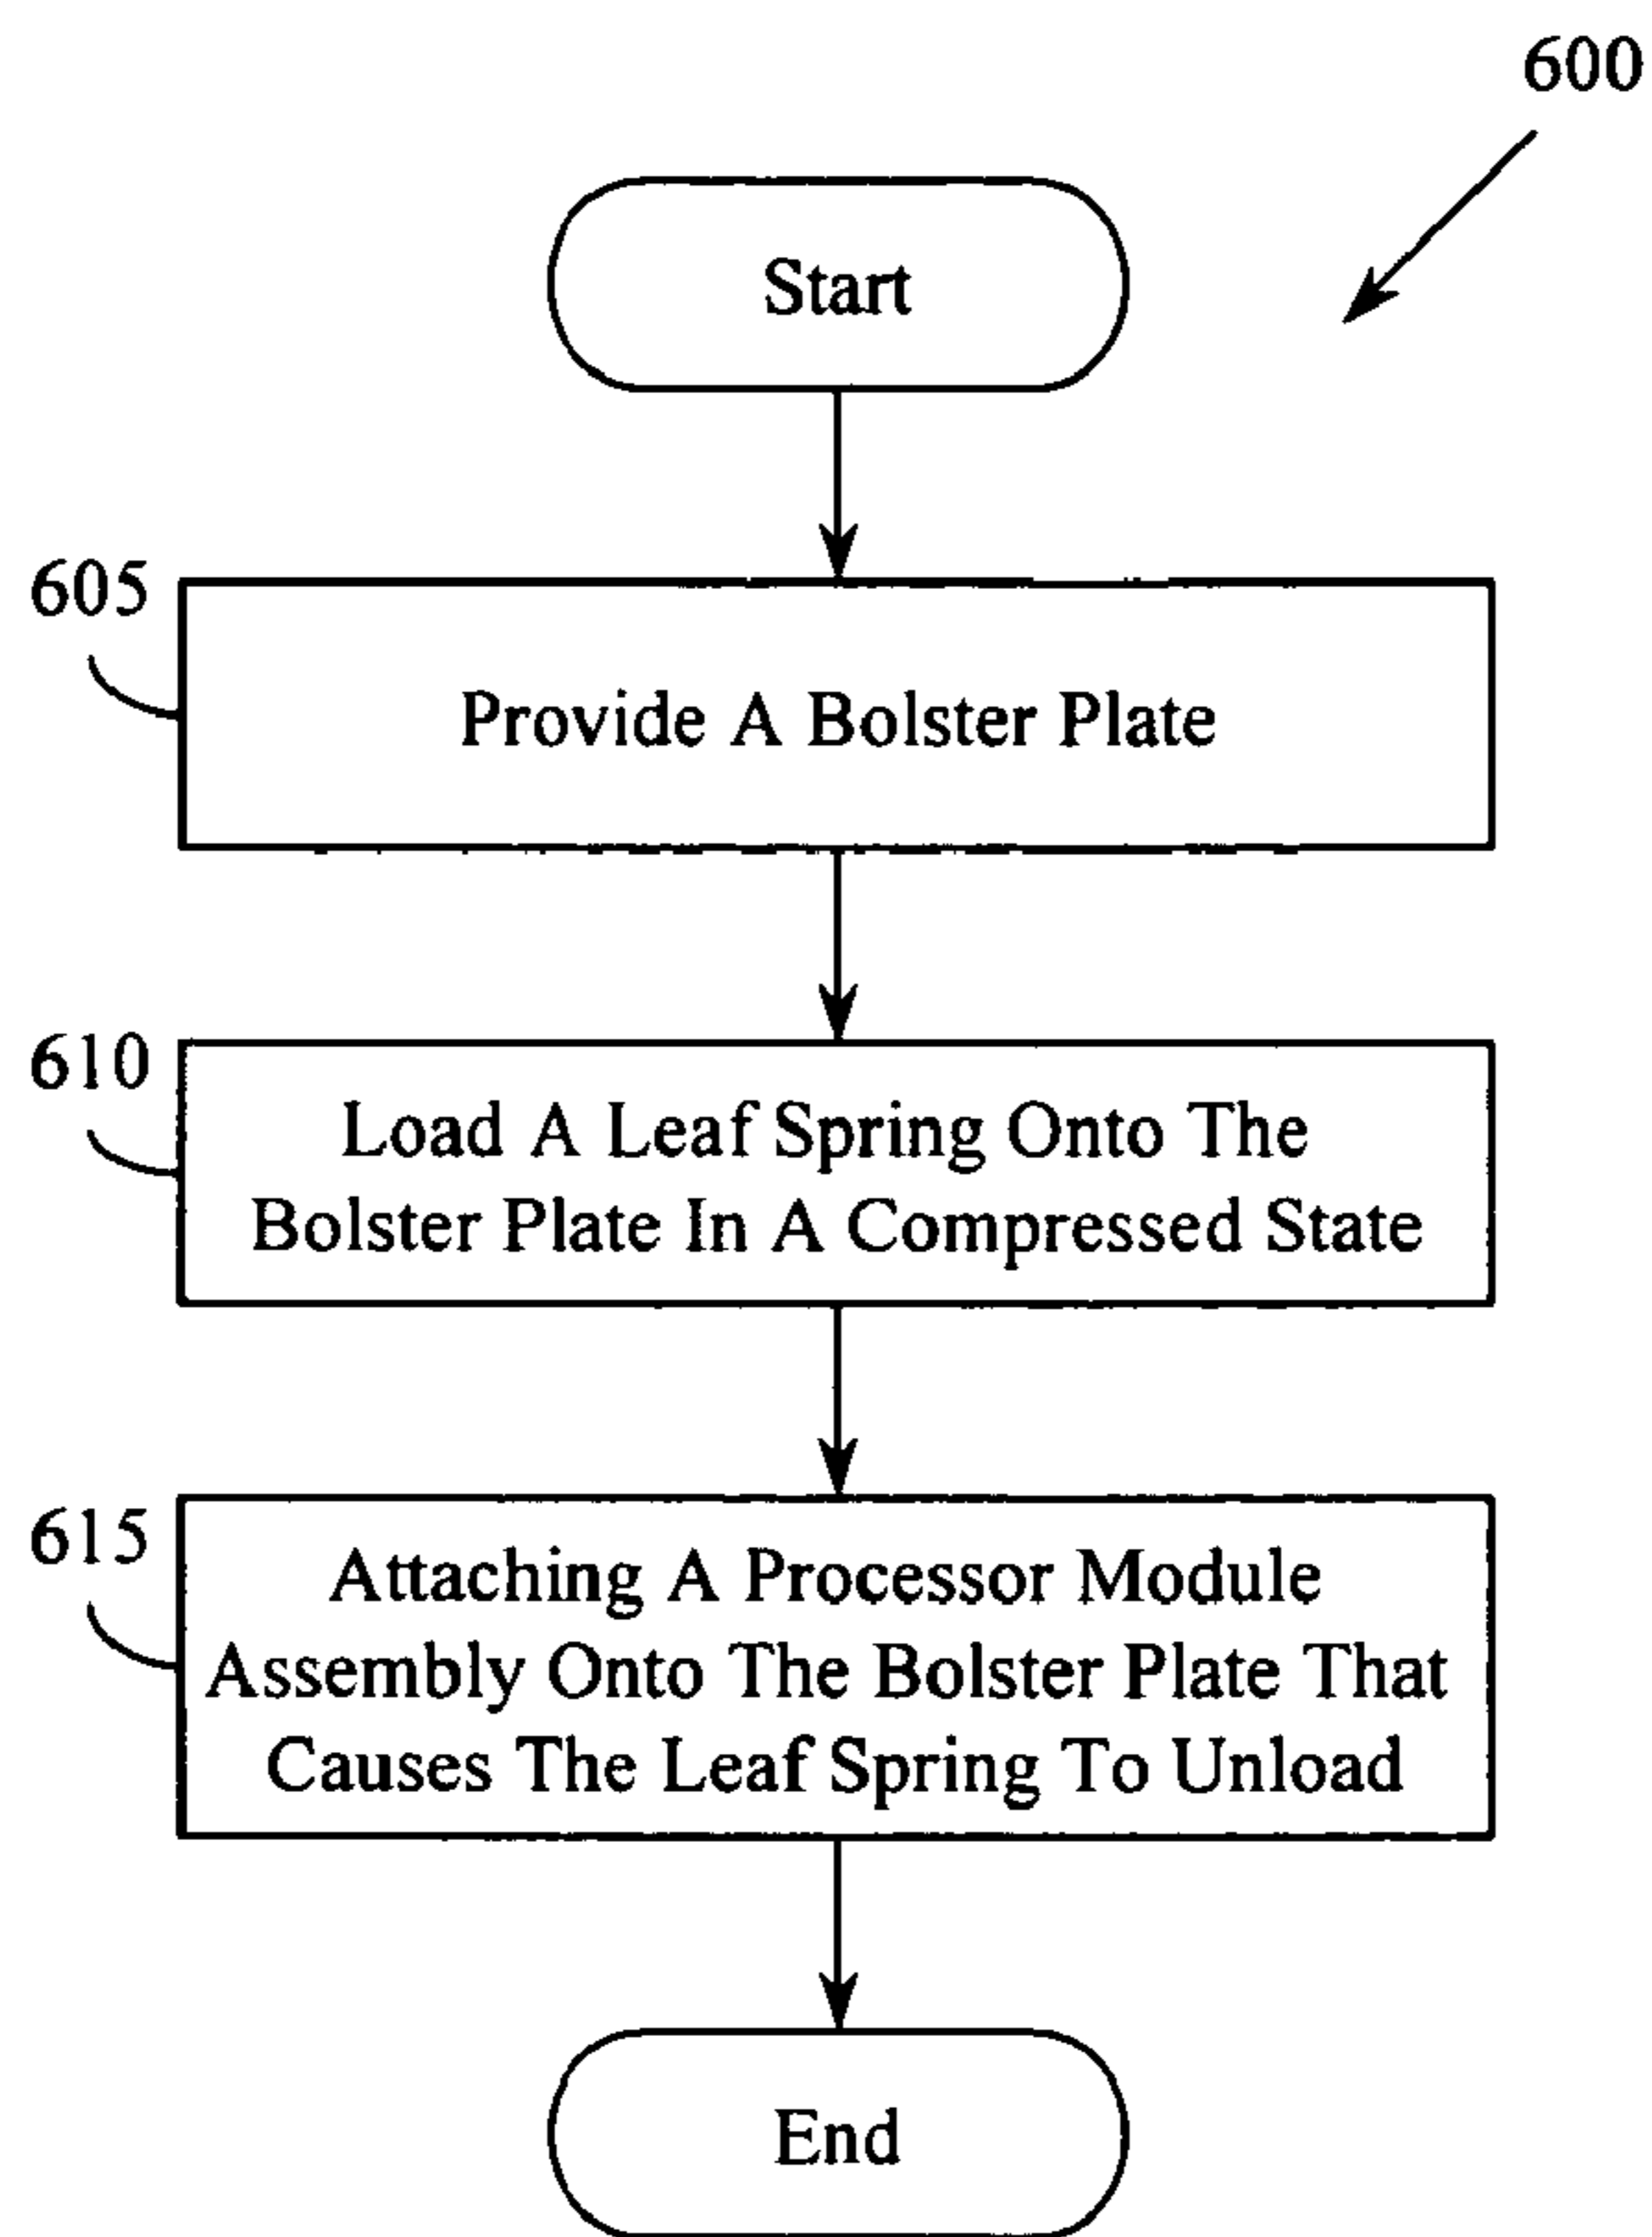 600
Start
605
Provide A Bolster Plate
610
Load A Leaf Spring Onto The
Bolster Plate In A Compressed State
615
Attaching A Processor Module
Assembly Onto The Bolster Plate That
Causes The Leaf Spring To Unload
End